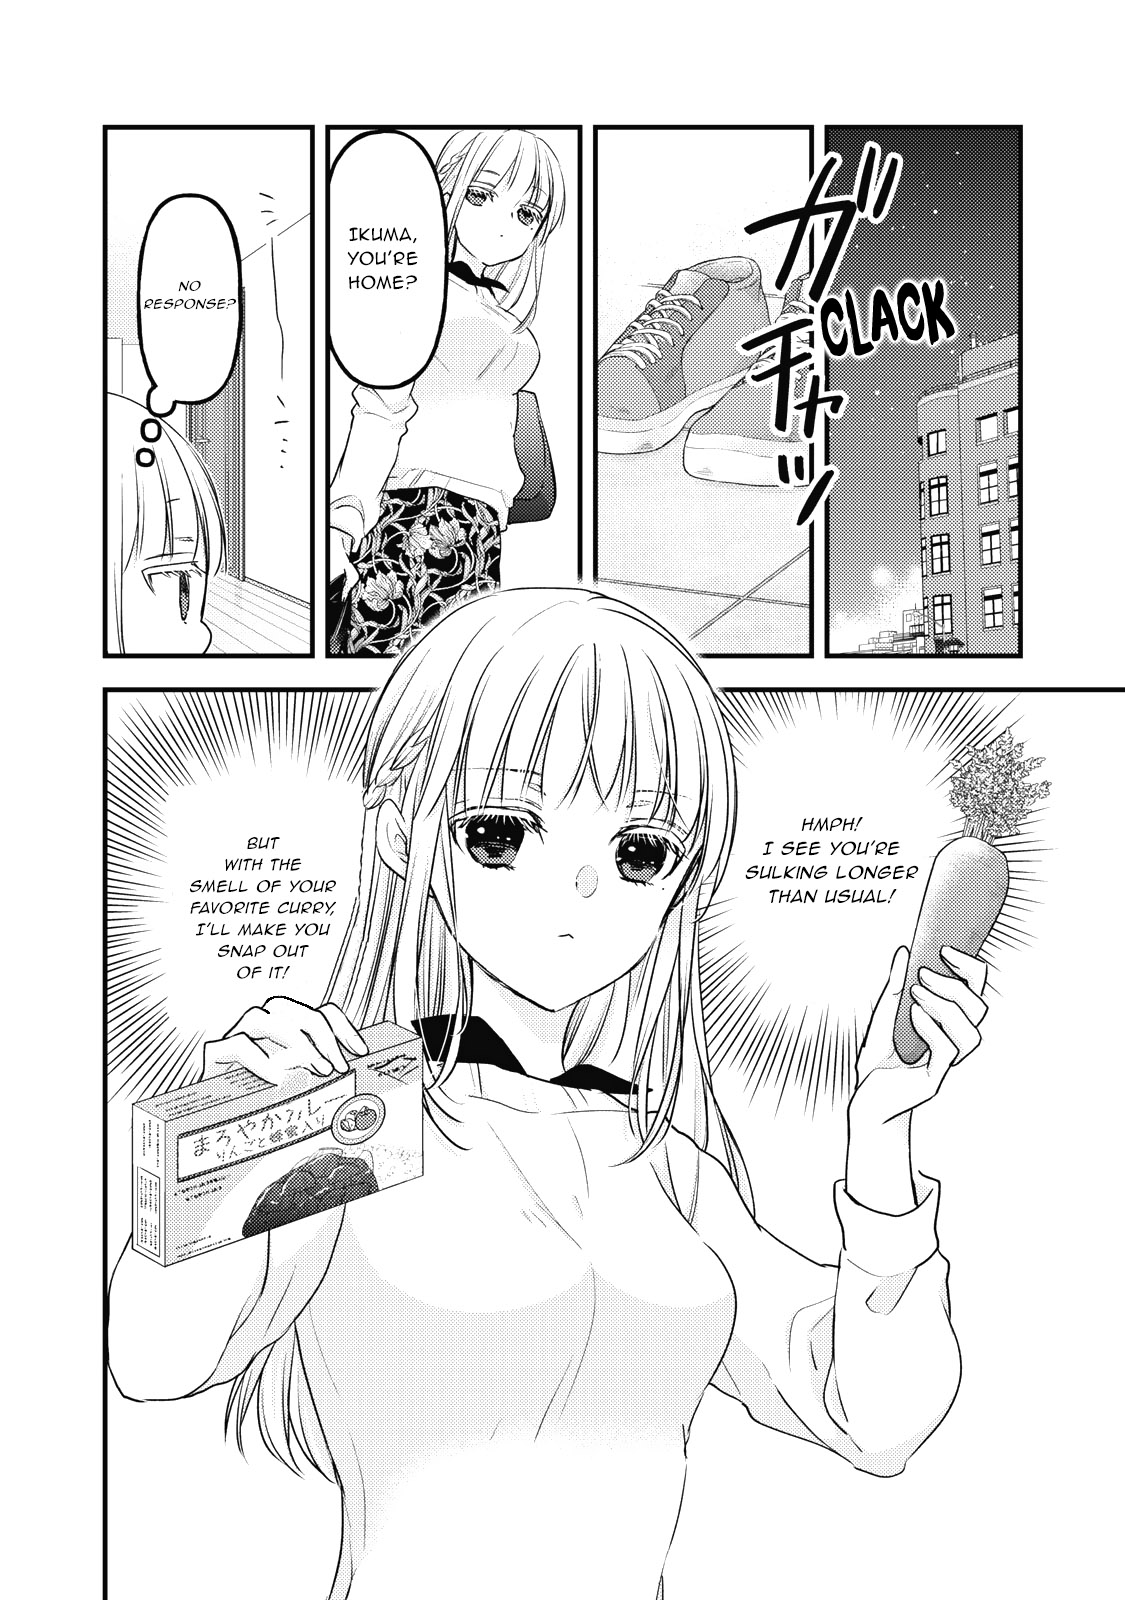 ガチャッ
CLACK
IKUMA,
YOU'RE
HOME?
NO
RESPONSE?
HMPH!
I SEE YOU'RE
SULKING LONGER
THAN USUAL!
BUT
WITH THE
SMELL OF YOUR
FAVORITE CURRY,
I'LL MAKE YOU
SNAP OUT
OF IT!
まろやかカレー
りんごと蜂蜜入り